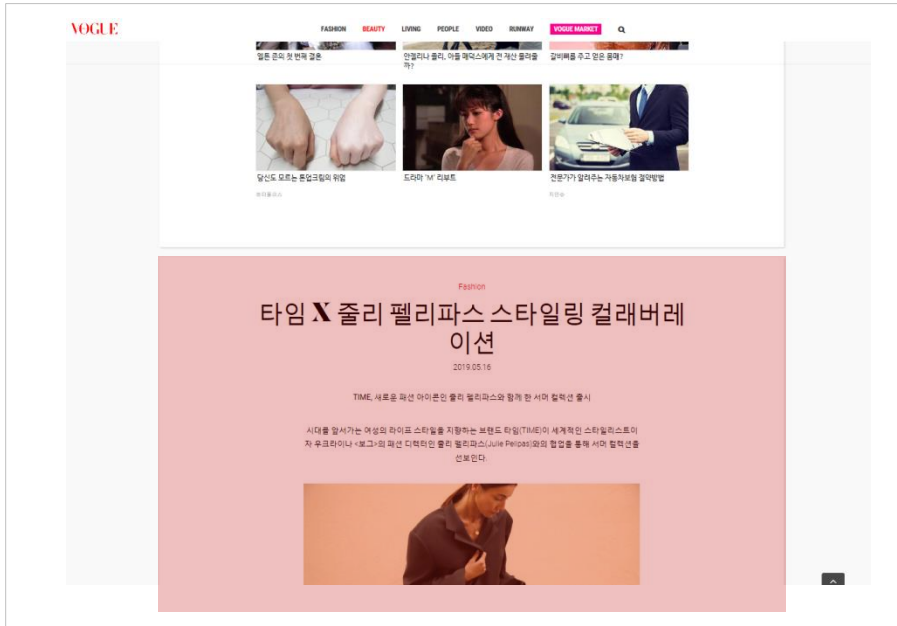 VOGUE
FASHION BEAUTY LIVING PEOPLE VIDEO RUNWAY VOGUE MARKET
엘튼 존의 첫 번째 결혼
안젤리나 졸리, 아들 매덕스에게 전 재산 물려줄
까?
갈비뼈를 주고 얻은 몸매?
당신도 모르는 톤업크림의 위험
드라마 'M' 리부트
전문가가 알려주는 자동차보험 절약방법
Fashion
타임 X 줄리 펠리파스 스타일링 컬래버레
이션
2019.05.16
TIME, 새로운 패션 아이콘인 줄리 펠리파스와 함께 한 서머 컬렉션 출시
시대를 앞서가는 여성의 라이프 스타일을 지향하는 브랜드 타임(TIME)이 세계적인 스타일리스트이
자 우크라이나 <보그>의 패션 디렉터인 줄리 펠리파스(Julie Pelipas)와의 협업을 통해 서머 컬렉션을
선보인다.